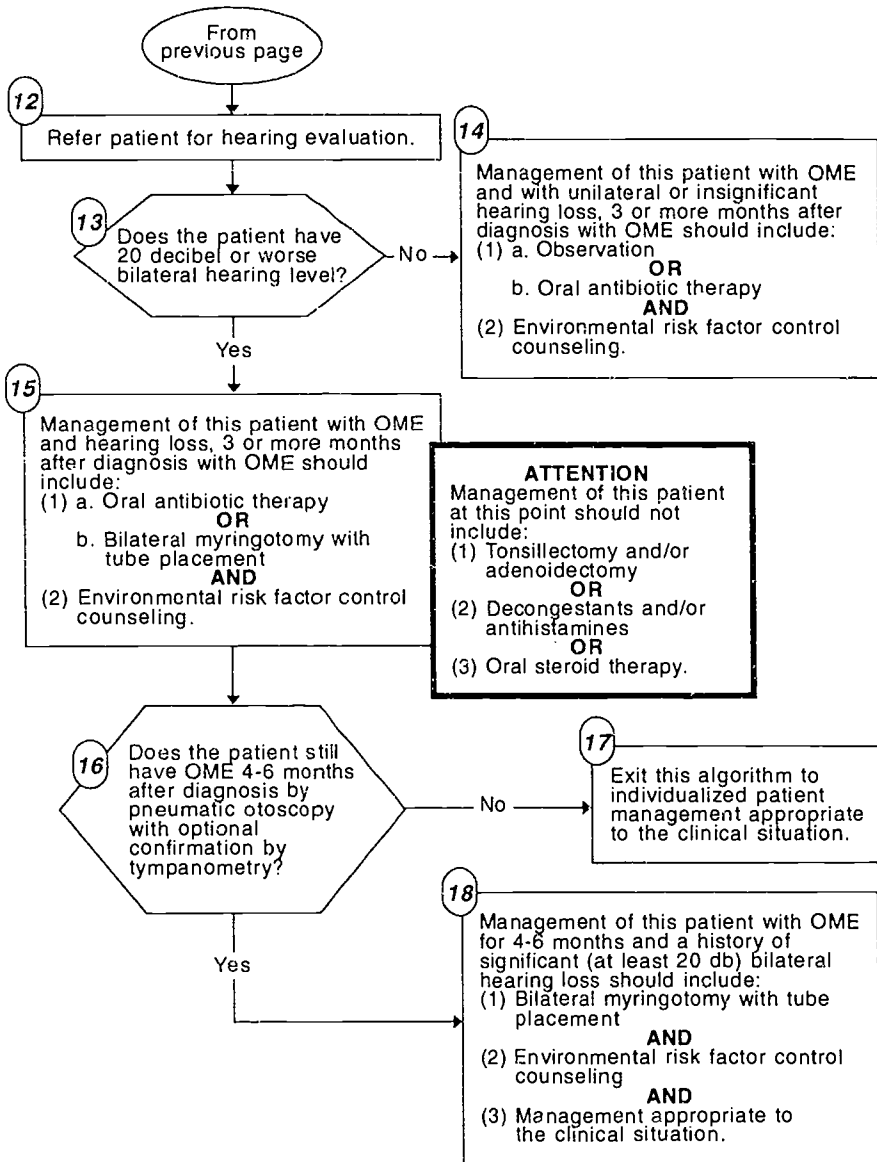 From
previous page
12
Refer patient for hearing evaluation.
13
Does the patient have
20 decibel or worse
bilateral hearing level?
No
14
Management of this patient with OME
and with unilateral or insignificant
hearing loss, 3 or more months after
diagnosis with OME should include:
(1) a. Observation
OR
b. Oral antibiotic therapy
AND
(2) Environmental risk factor control
counseling.
Yes
15
Management of this patient with OME
and hearing loss, 3 or more months
after diagnosis with OME should
include:
(1) a. Oral antibiotic therapy
OR
b. Bilateral myringotomy with
tube placement
AND
(2) Environmental risk factor control
counseling.
ATTENTION
Management of this patient
at this point should not
include:
(1) Tonsillectomy and/or
adenoidectomy
OR
(2) Decongestants and/or
antihistamines
OR
(3) Oral steroid therapy.
16
Does the patient still
have OME 4-6 months
after diagnosis by
pneumatic otoscopy
with optional
confirmation by
tympanometry?
No
17
Exit this algorithm to
individualized patient
management appropriate
to the clinical situation.
Yes
18
Management of this patient with OME
for 4-6 months and a history of
significant (at least 20 db) bilateral
hearing loss should include:
(1) Bilateral myringotomy with tube
placement
AND
(2) Environmental risk factor control
counseling
AND
(3) Management appropriate to
the clinical situation.